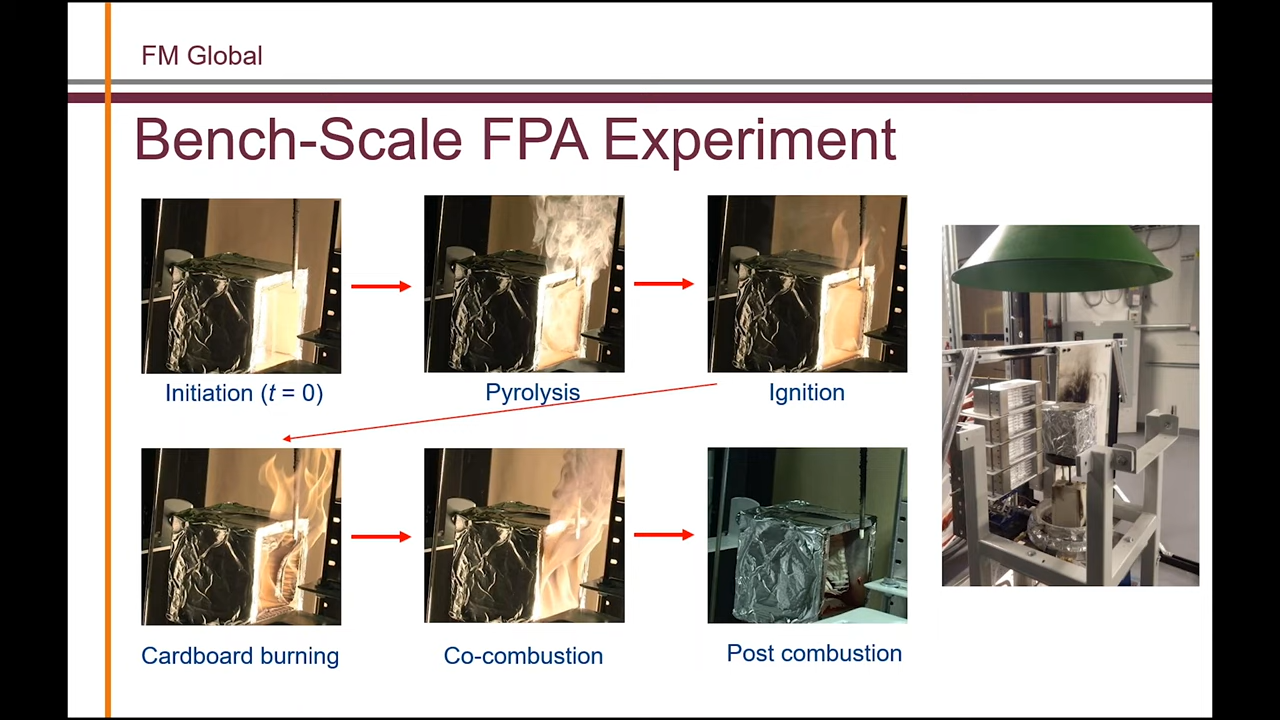 FM Global
Bench-Scale FPA Experiment
Initiation (t = 0)
Pyrolysis
Ignition
Cardboard burning
Co-combustion
Post combustion